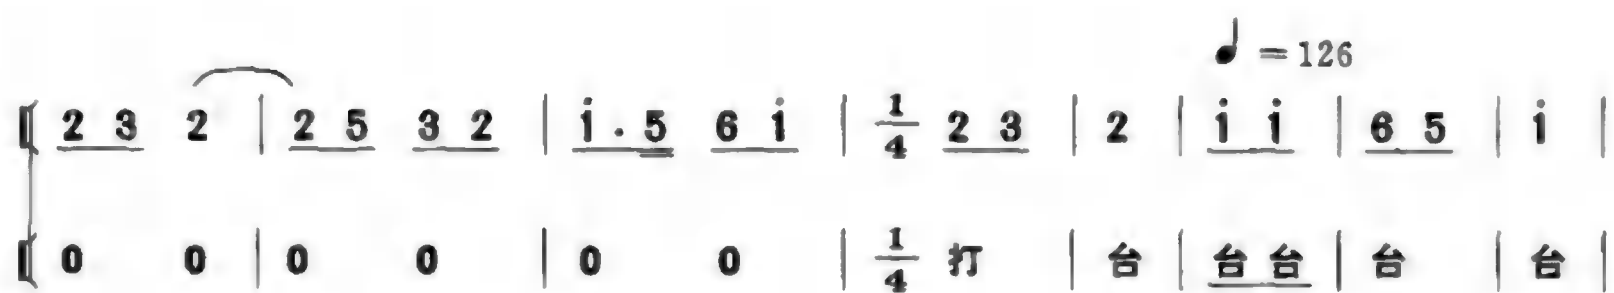 ♩ = 126
2 3 2 | 2 5 3 2 | i̇ . 5 6 i̇ | 1/4 2 3 | 2 | i̇ i̇ | 6 5 | i̇ |
0 0 | 0 0 | 0 0 | 1/4 打 | 台 | 台 台 | 台 | 台 |